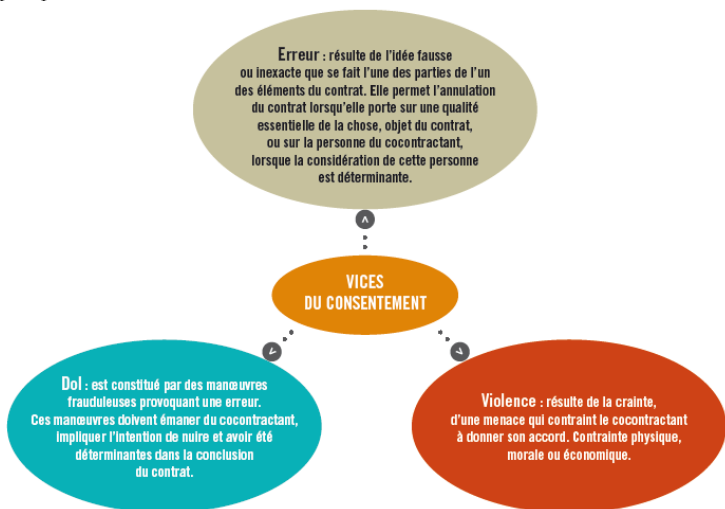 Erreur : résulte de l'idée fausse
ou inexacte que se fait l'une des parties de l'un
des éléments du contrat. Elle permet l'annulation
du contrat lorsqu'elle porte sur une qualité
essentielle de la chose, objet du contrat,
ou sur la personne du cocontractant,
lorsque la considération de cette personne
est déterminante.
VICES
DU CONSENTEMENT
Dol : est constitué par des manœuvres
frauduleuses provoquant une erreur.
Ces manœuvres doivent émaner du cocontractant,
impliquer l'intention de nuire et avoir été
déterminantes dans la conclusion
du contrat.
Violence : résulte de la crainte,
d'une menace qui contraint le cocontractant
à donner son accord. Contrainte physique,
morale ou économique.